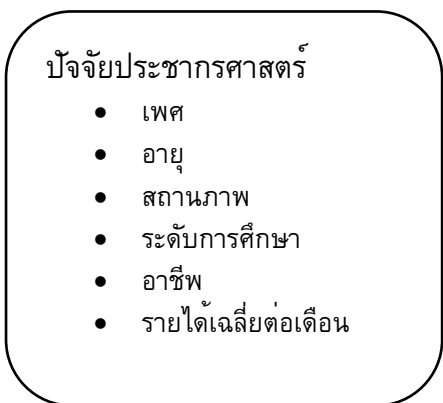 ปัจจัยประชากรศาสตร์
• เพศ
• อายุ
• สถานภาพ
• ระดับการศึกษา
• อาชีพ
• รายได้เฉลี่ยต่อเดือน